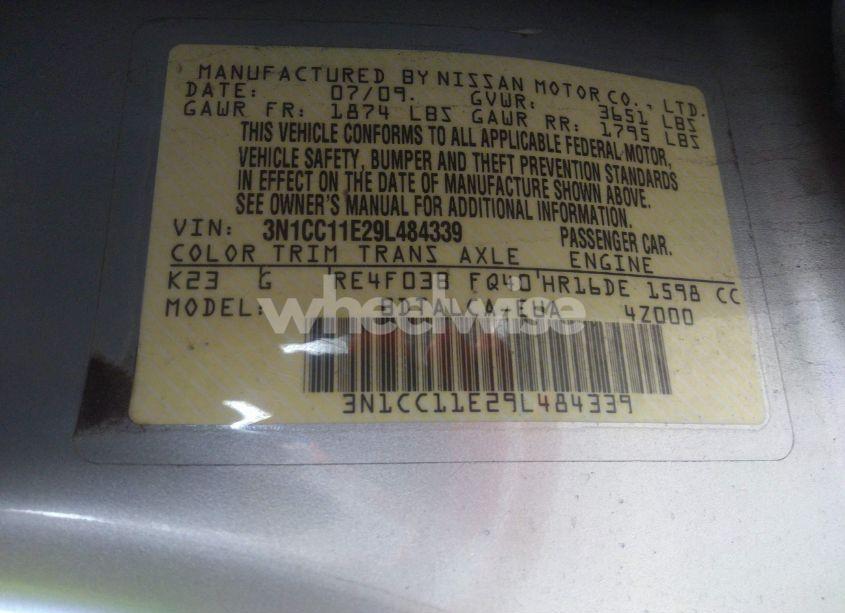 MANUFACTURED BY NISSAN MOTOR CO., LTD.
DATE: 07/09. GVWR: 3651 LBS
GAWR FR: 1874 LBS GAWR RR: 1795 LBS
THIS VEHICLE CONFORMS TO ALL APPLICABLE FEDERAL MOTOR,
VEHICLE SAFETY, BUMPER AND THEFT PREVENTION STANDARDS
IN EFFECT ON THE DATE OF MANUFACTURE SHOWN ABOVE.
SEE OWNER'S MANUAL FOR ADDITIONAL INFORMATION.
VIN: 3N1CC11E29L484339 PASSENGER CAR.
COLOR TRIM TRANS AXLE ENGINE
K23 G RE4F03B FQ40 HR16DE 1598 CC
MODEL: 4Z000
wheelwise
3N1CC11E29L484339